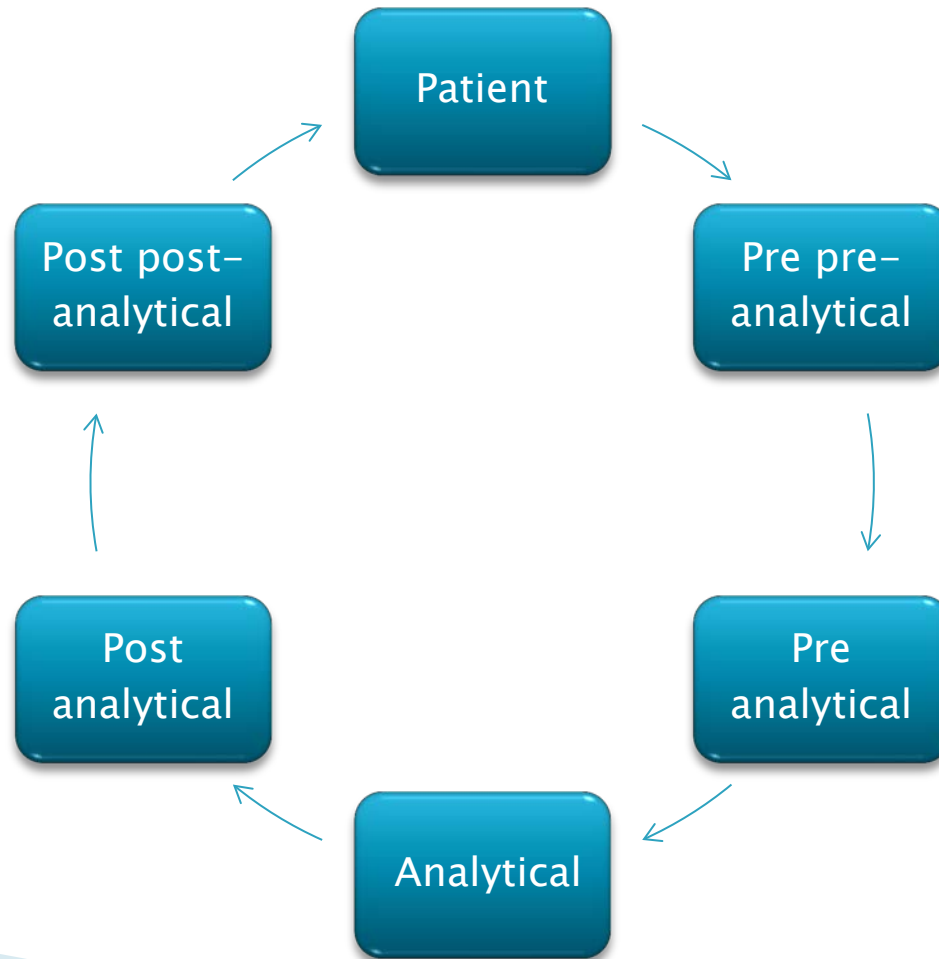 Patient
Pre pre-
analytical
Pre
analytical
Analytical
Post
analytical
Post post-
analytical